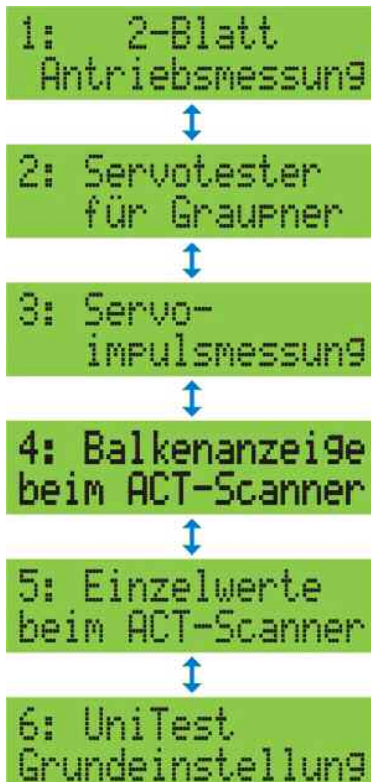 1: 2-Blatt
Antriebsmessung
2: Servotester
für Graupner
3: Servo-
impulsmessung
4: Balkenanzeige
beim ACT-Scanner
5: Einzelwerte
beim ACT-Scanner
6: UniTest
Grundeinstellung